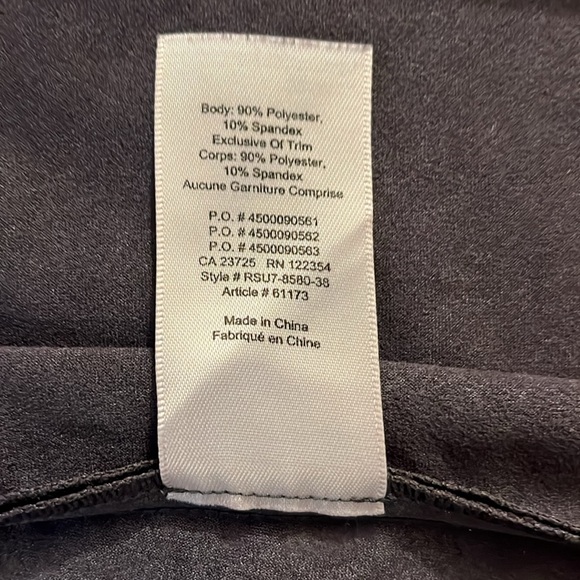 Body: 90% Polyester,
10% Spandex
Exclusive Of Trim
Corps: 90% Polyester,
10% Spandex
Aucune Garniture Comprise
P.O. # 4500090561
P.O. # 4500090562
P.O. # 4500090563
CA 23725 RN 122354
Style # RSU7-8580-38
Article # 61173
Made in China
Fabriqué en Chine